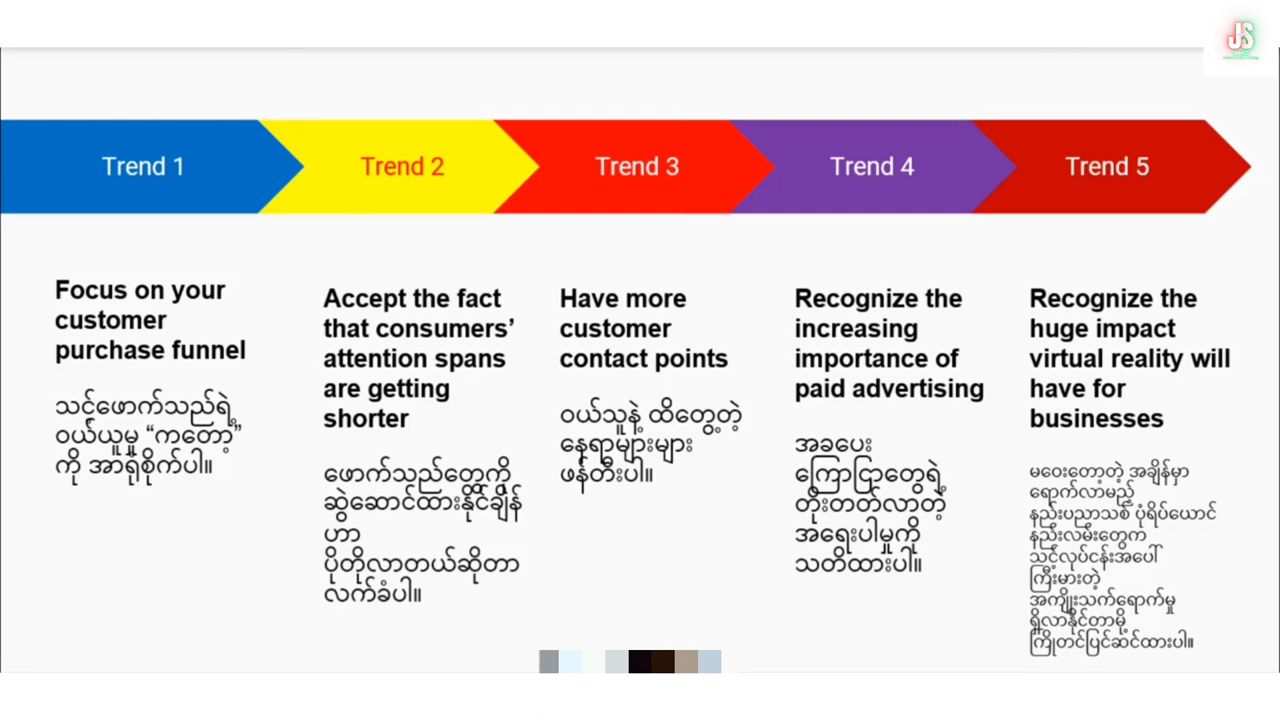 JS
Trend 1
Trend 2
Trend 3
Trend 4
Trend 5
Focus on your
customer
purchase funnel
သင့်ဖောက်သည်ရဲ့
ဝယ်ယူမှု “ကတော့”
ကို အာရုံစိုက်ပါ။
Accept the fact
that consumers’
attention spans
are getting
shorter
ဖောက်သည်တွေကို
ဆွဲဆောင်ထားနိုင်ချိန်
ဟာ
ပိုတိုလာတယ်ဆိုတာ
လက်ခံပါ။
Have more
customer
contact points
ဝယ်သူနဲ့ ထိတွေ့တဲ့
နေရာများများ
ဖန်တီးပါ။
Recognize the
increasing
importance of
paid advertising
အခပေး
ကြော်ငြာတွေရဲ့
တိုးတတ်လာတဲ့
အရေးပါမှုကို
သတိထားပါ။
Recognize the
huge impact
virtual reality will
have for
businesses
မဝေးတော့တဲ့ အချိန်မှာ
ရောက်လာမည့်
နည်းပညာသစ် ပုံရိပ်ယောင်
နည်းလမ်းတွေက
သင့်လုပ်ငန်းအပေါ်
ကြီးမားတဲ့
အကျိုးသက်ရောက်မှု
ရှိလာနိုင်တာမို့
ကြိုတင်ပြင်ဆင်ထားပါ။